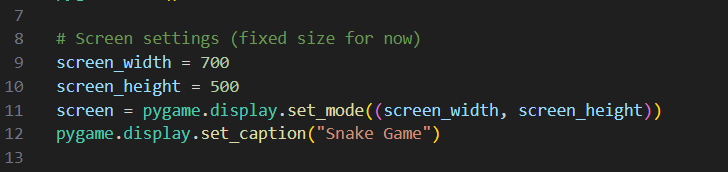 7
8 # Screen settings (fixed size for now)
9 screen_width = 700
10 screen_height = 500
11 screen = pygame.display.set_mode((screen_width, screen_height))
12 pygame.display.set_caption("Snake Game")
13